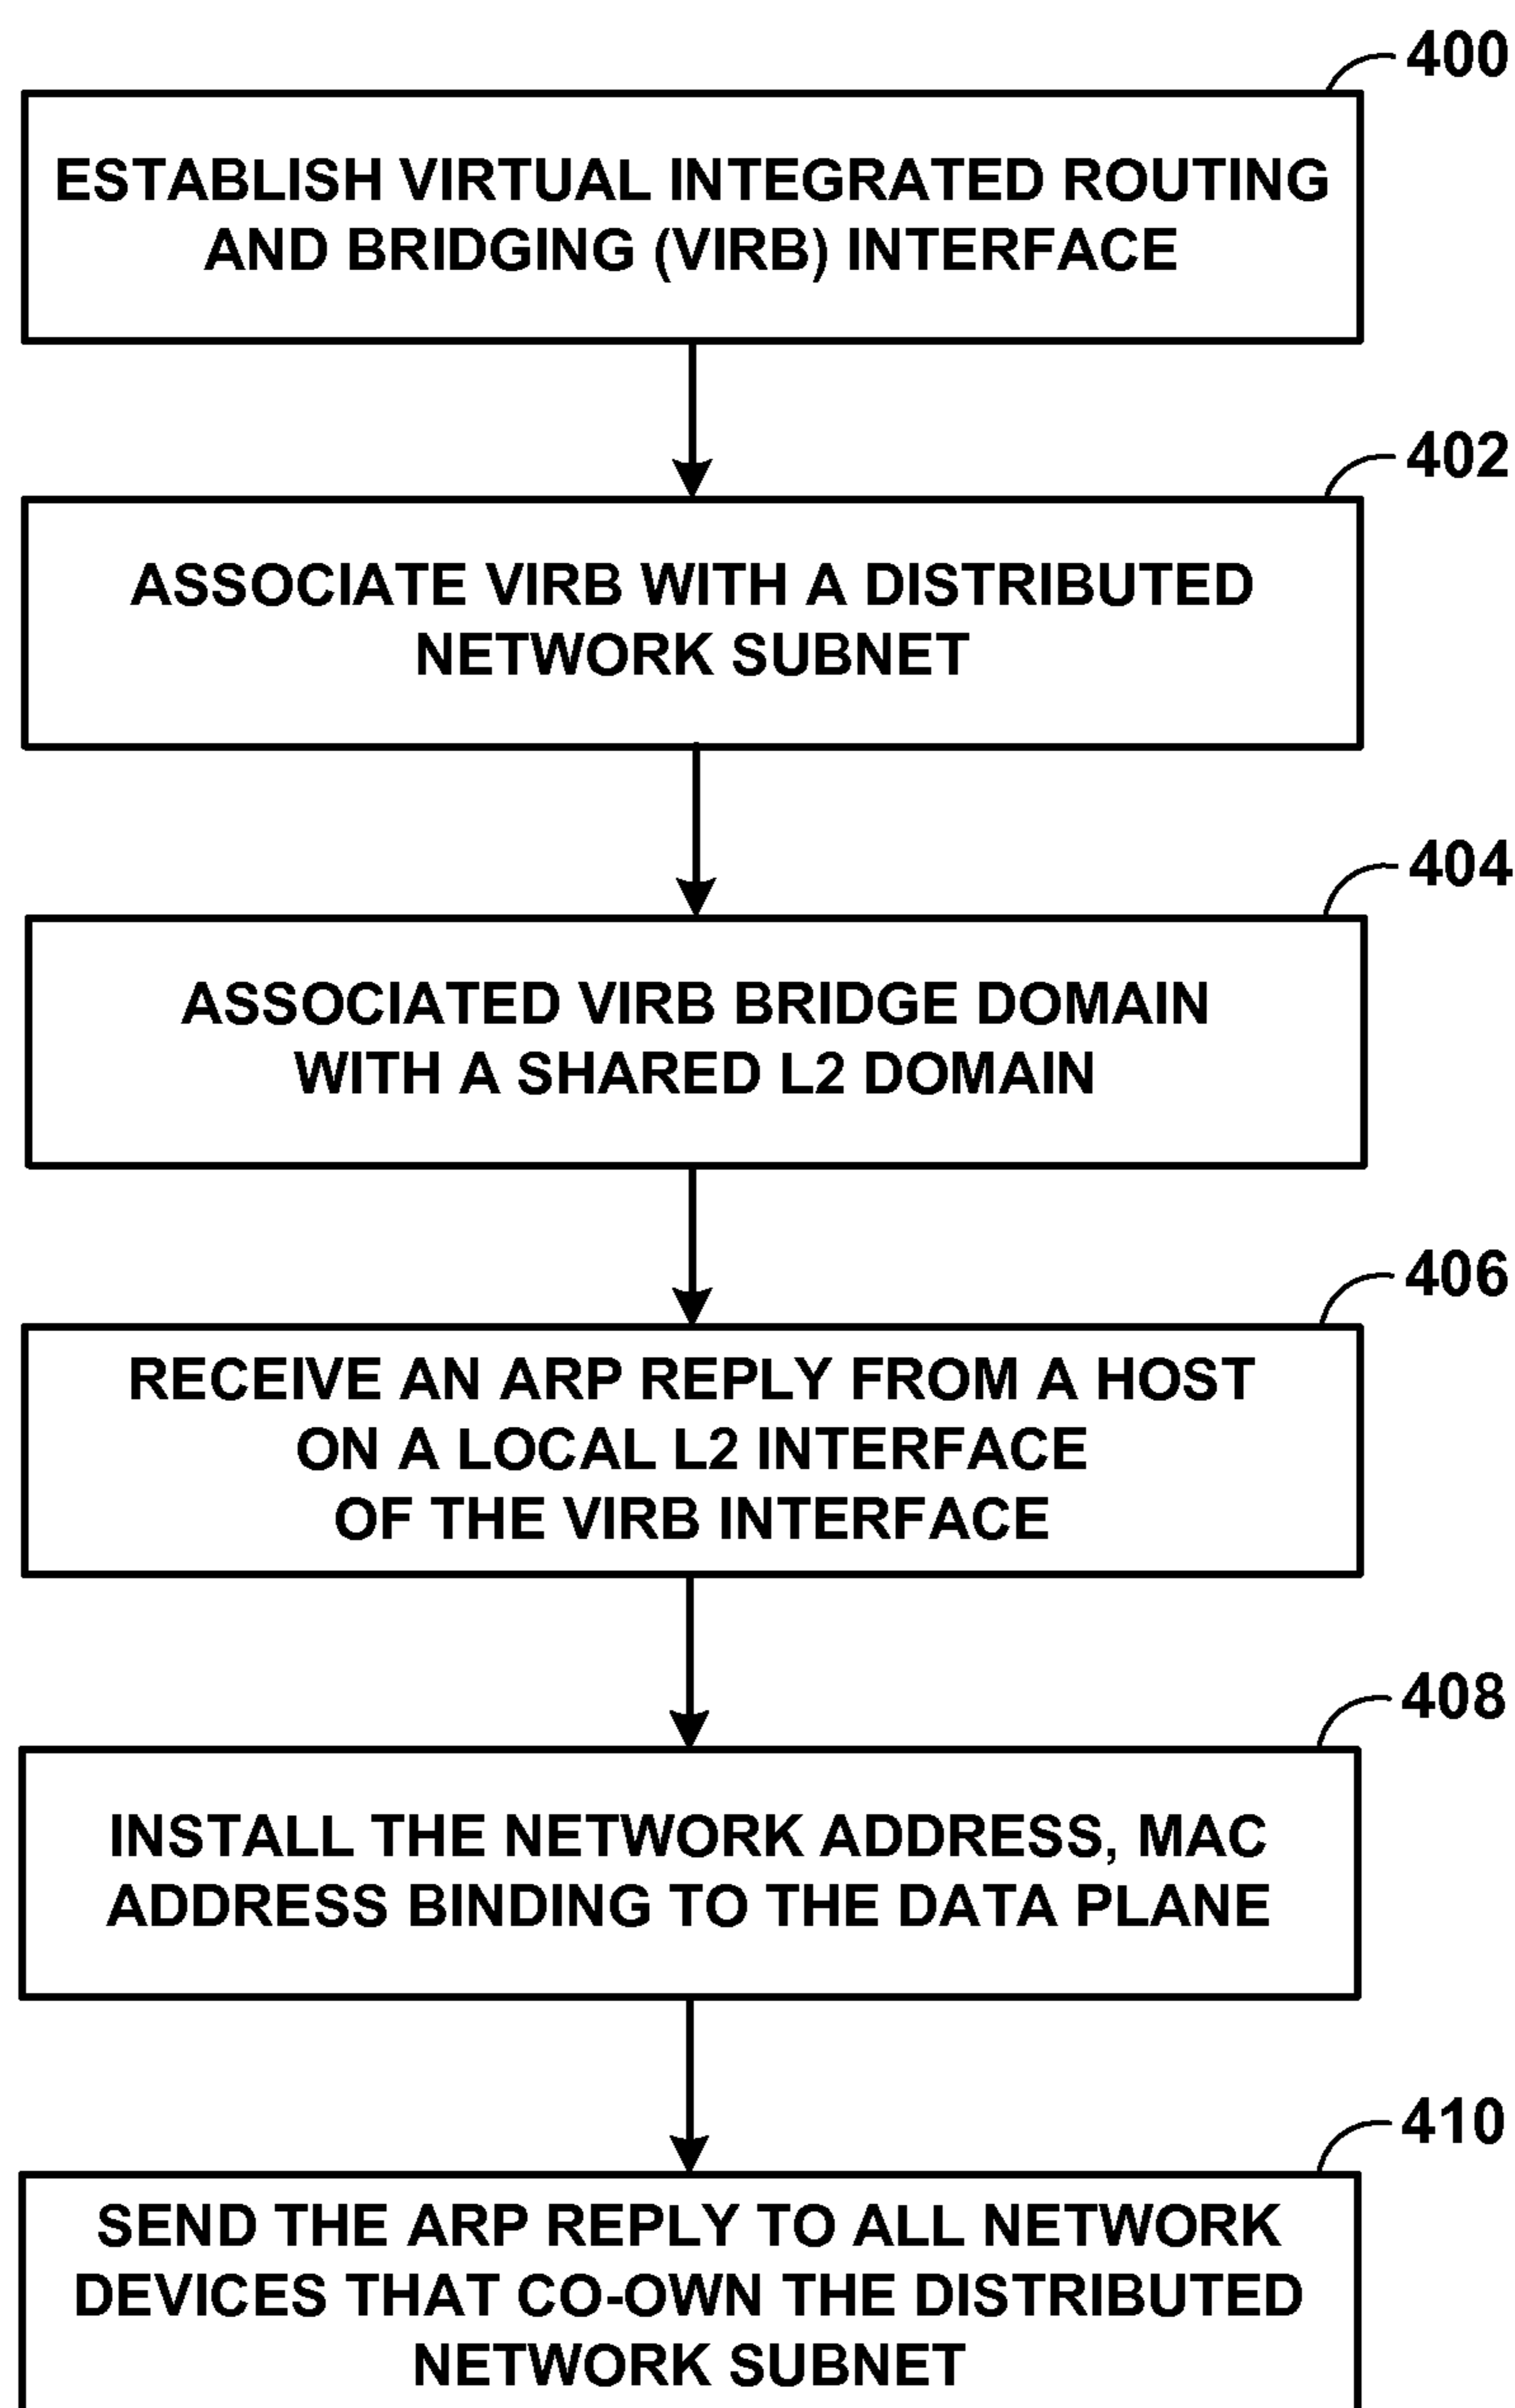 400
ESTABLISH VIRTUAL INTEGRATED ROUTING
AND BRIDGING (VIRB) INTERFACE
402
ASSOCIATE VIRB WITH A DISTRIBUTED
NETWORK SUBNET
404
ASSOCIATED VIRB BRIDGE DOMAIN
WITH A SHARED L2 DOMAIN
406
RECEIVE AN ARP REPLY FROM A HOST
ON A LOCAL L2 INTERFACE
OF THE VIRB INTERFACE
408
INSTALL THE NETWORK ADDRESS, MAC
ADDRESS BINDING TO THE DATA PLANE
410
SEND THE ARP REPLY TO ALL NETWORK
DEVICES THAT CO-OWN THE DISTRIBUTED
NETWORK SUBNET